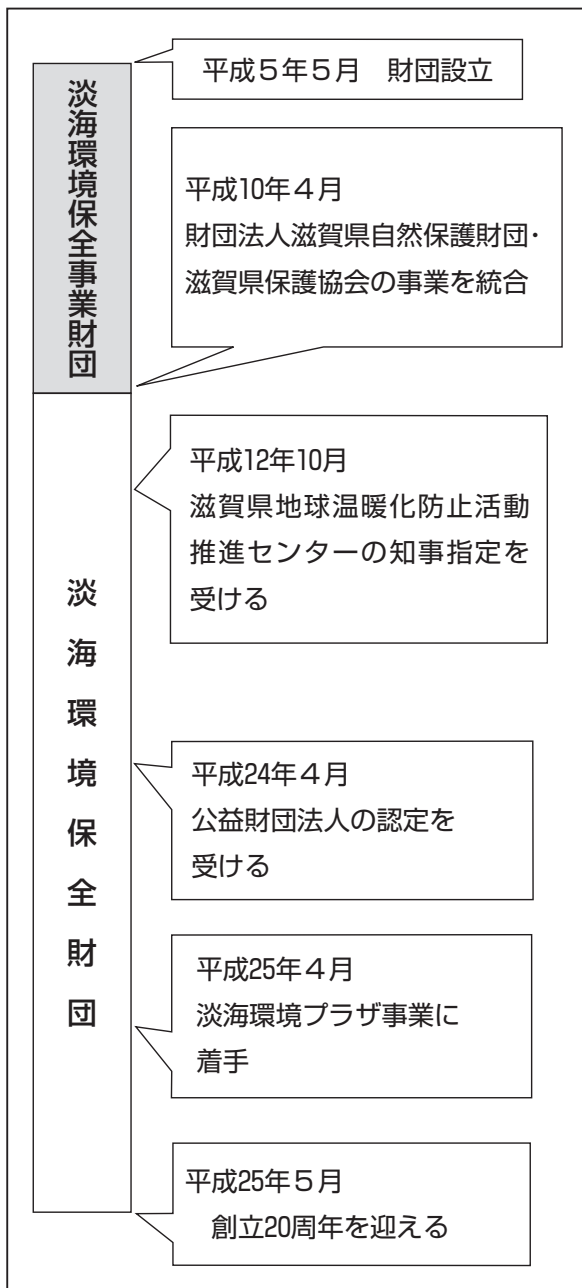 淡海環境保全事業財団
平成5年5月　財団設立
平成10年4月
財団法人滋賀県自然保護財団・
滋賀県保護協会の事業を統合
淡海環境保全財団
平成12年10月
滋賀県地球温暖化防止活動
推進センターの知事指定を
受ける
平成24年4月
公益財団法人の認定を
受ける
平成25年4月
淡海環境プラザ事業に
着手
平成25年5月
創立20周年を迎える